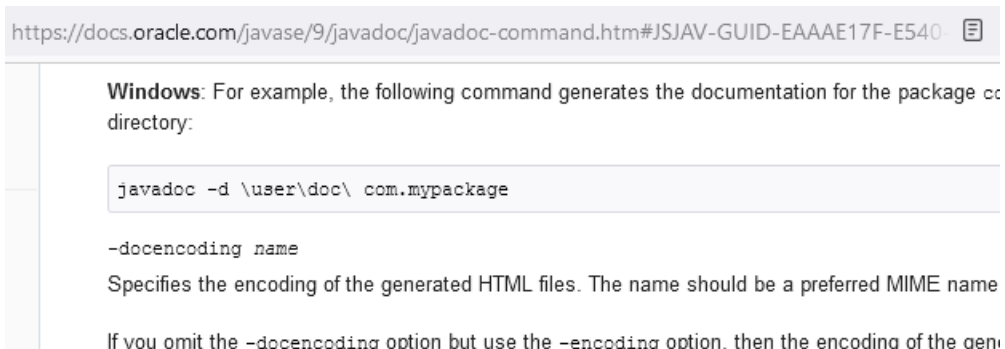 https://docs.oracle.com/javase/9/javadoc/javadoc-command.htm#JSJAV-GUID-EAAAE17F-E540-
Windows: For example, the following command generates the documentation for the package
directory:
javadoc -d \user\doc\ com.mypackage
-docencoding name
Specifies the encoding of the generated HTML files. The name should be a preferred MIME name
If you omit the -docencoding option but use the -encoding option, then the encoding of the